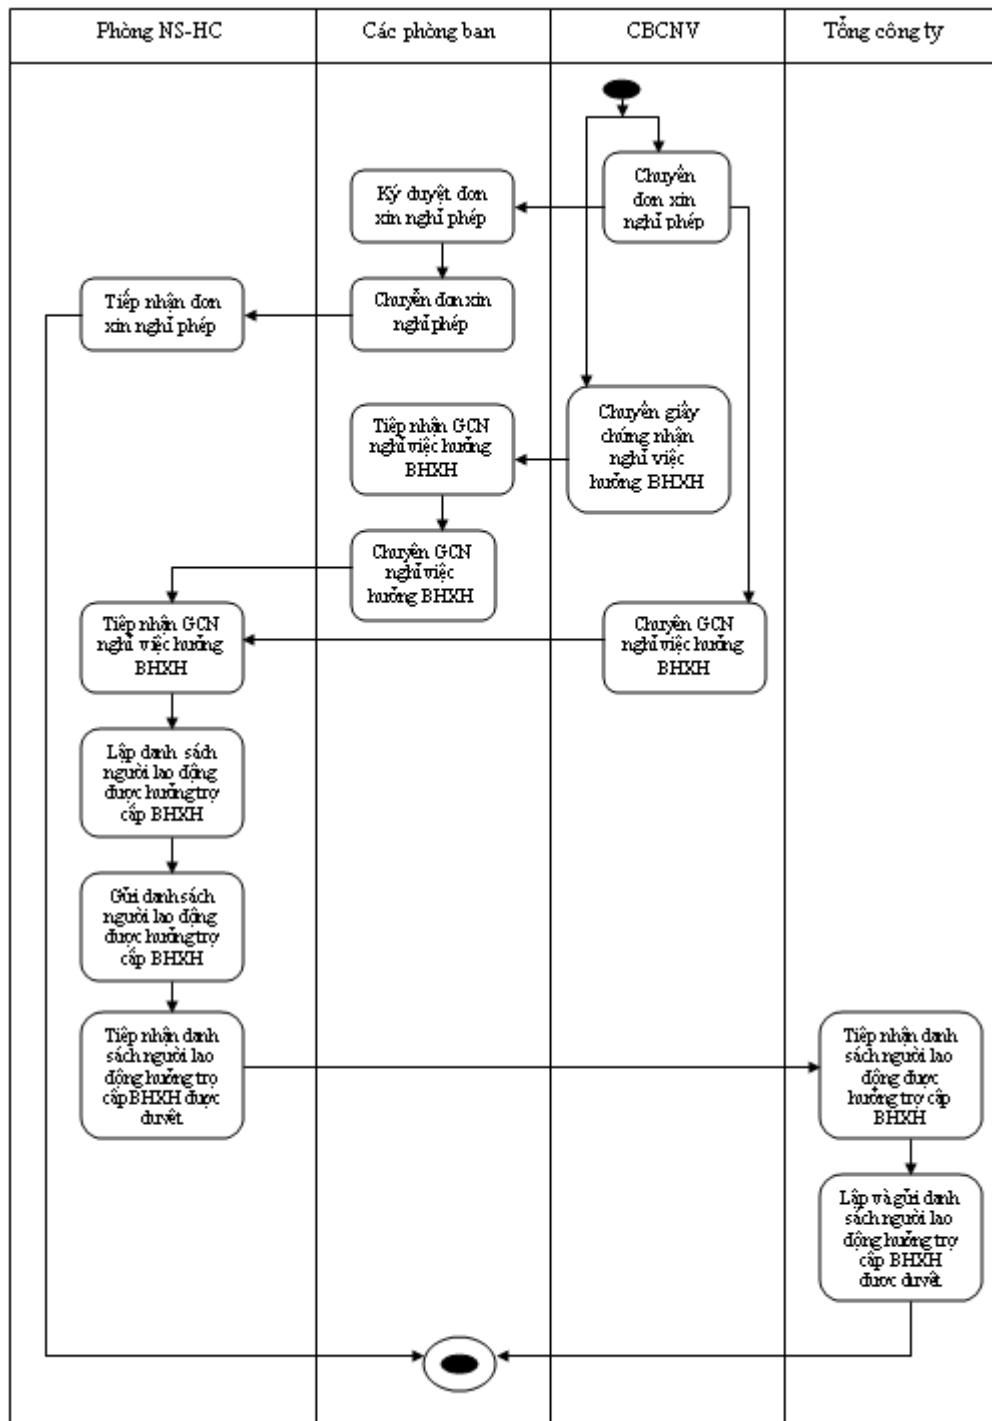 Phòng NS-HC
Các phòng ban
CBCNV
Tổng công ty
Chuyển
đơn xin
nghỉ phép
Ký duyệt đơn
xin nghỉ phép
Chuyển đơn xin
nghỉ phép
Tiếp nhận đơn
xin nghỉ phép
Chuyển giấy
chứng nhận
nghỉ việc
hưởng BHXH
Tiếp nhận GCN
nghỉ việc hưởng
BHXH
Chuyển GCN
nghỉ việc
hưởng BHXH
Tiếp nhận GCN
nghỉ việc hưởng
BHXH
Chuyển GCN
nghỉ việc hưởng
BHXH
Lập danh sách
người lao động
được hưởng trợ
cấp BHXH
Gửi danh sách
người lao động
được hưởng trợ
cấp BHXH
Tiếp nhận danh
sách người lao
động hưởng trợ
cấp BHXH được
duyệt
Tiếp nhận danh
sách người lao
động được
hưởng trợ cấp
BHXH
Lập và gửi danh
sách người lao
động hưởng trợ
cấp BHXH
được duyệt